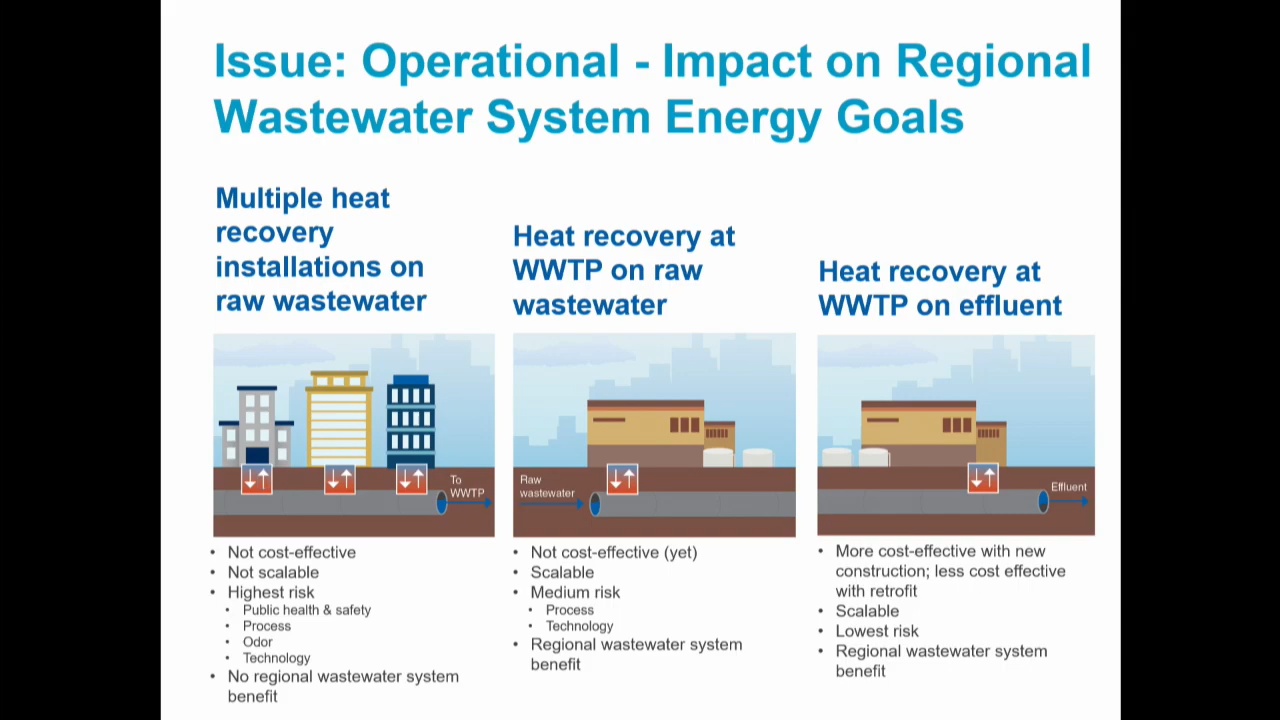 Issue: Operational - Impact on Regional
Wastewater System Energy Goals
Multiple heat
recovery
installations on
raw wastewater
To
WWTP
• Not cost-effective
• Not scalable
• Highest risk
• Public health & safety
• Process
• Odor
• Technology
• No regional wastewater system
benefit
Heat recovery at
WWTP on raw
wastewater
Raw
wastewater
• Not cost-effective (yet)
• Scalable
• Medium risk
• Process
• Technology
• Regional wastewater system
benefit
Heat recovery at
WWTP on effluent
Effluent
• More cost-effective with new
construction; less cost effective
with retrofit
• Scalable
• Lowest risk
• Regional wastewater system
benefit